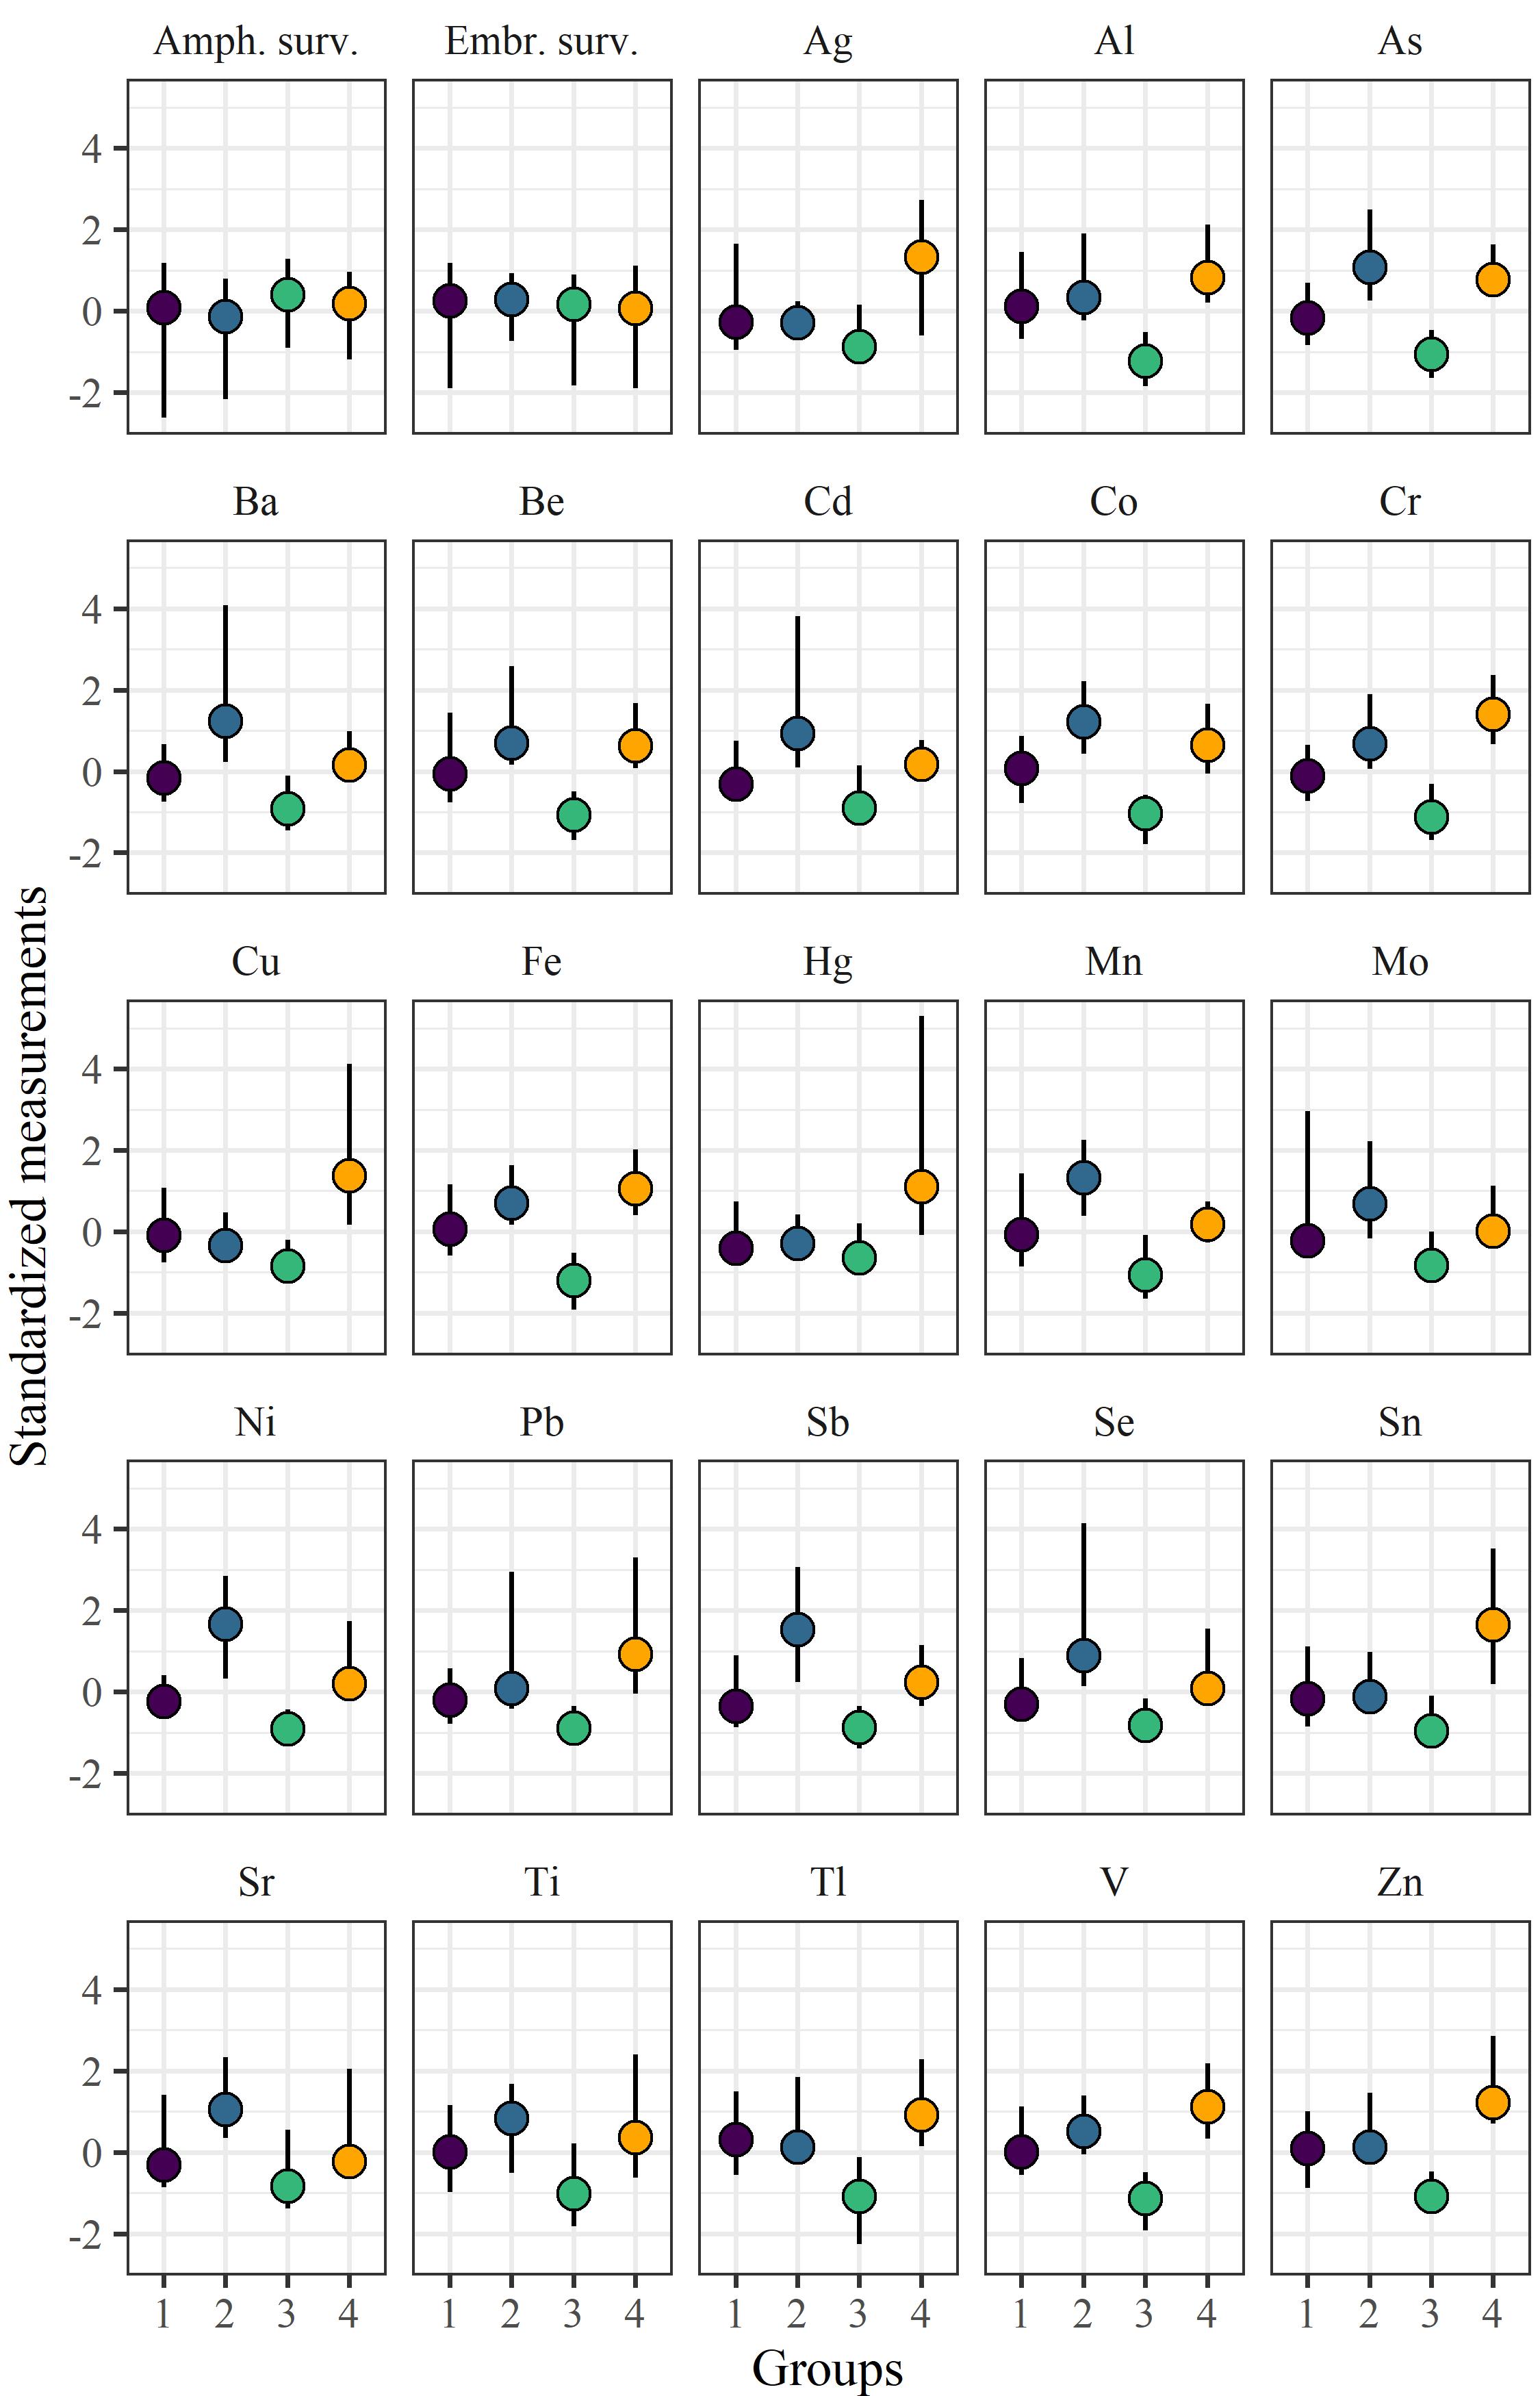 Amph. surv. Embr. surv. Ag Al As
4
2
0
-2
Ba Be Cd Co Cr
4
2
0
-2
Cu Fe Hg Mn Mo
4
2
0
-2
Ni Pb Sb Se Sn
4
2
0
-2
Sr Ti Tl V Zn
4
2
0
-2
1 2 3 4 1 2 3 4 1 2 3 4 1 2 3 4 1 2 3 4
Groups
Standardized measurements